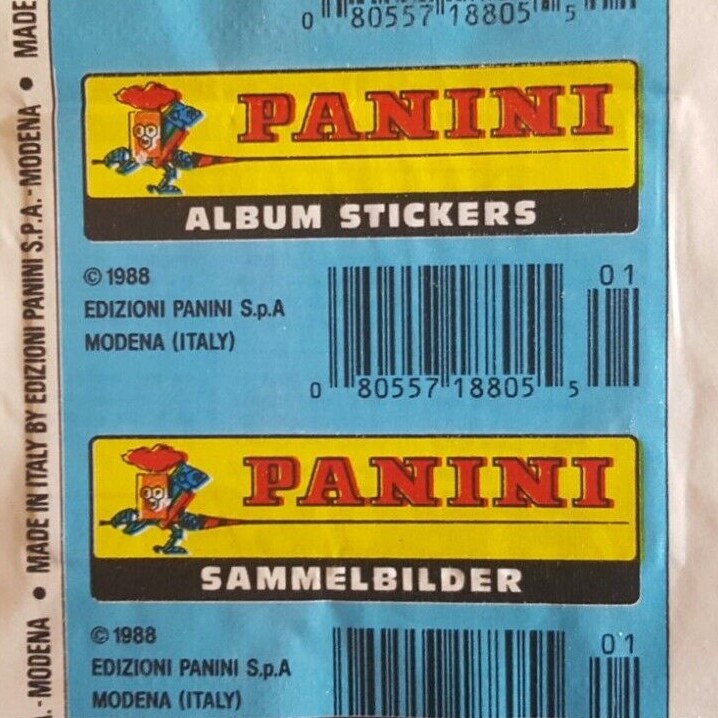 0 80557 18805 5
PANINI
ALBUM STICKERS
© 1988
EDIZIONI PANINI S.p.A
MODENA (ITALY)
01
0 80557 18805 5
PANINI
SAMMELBILDER
© 1988
EDIZIONI PANINI S.p.A
MODENA (ITALY)
01
A.-MODENA • MADE IN ITALY BY EDIZIONI PANINI S.P.A.-MODENA • MADE